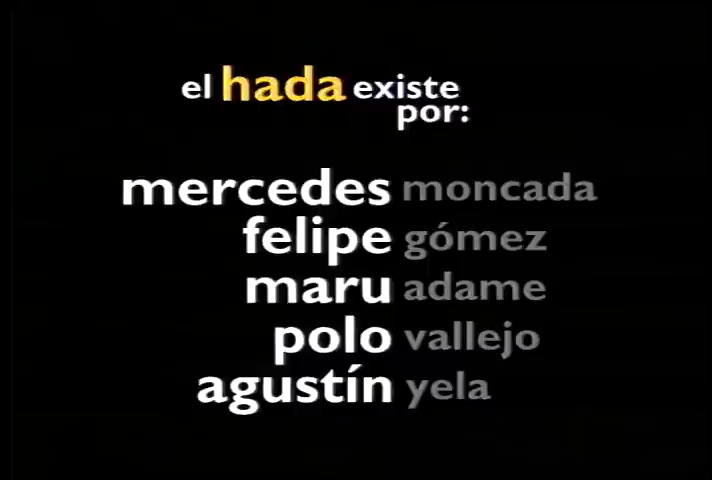 el hada existe
por:
mercedes moncada
felipe gómez
maru adame
polo vallejo
agustín yela